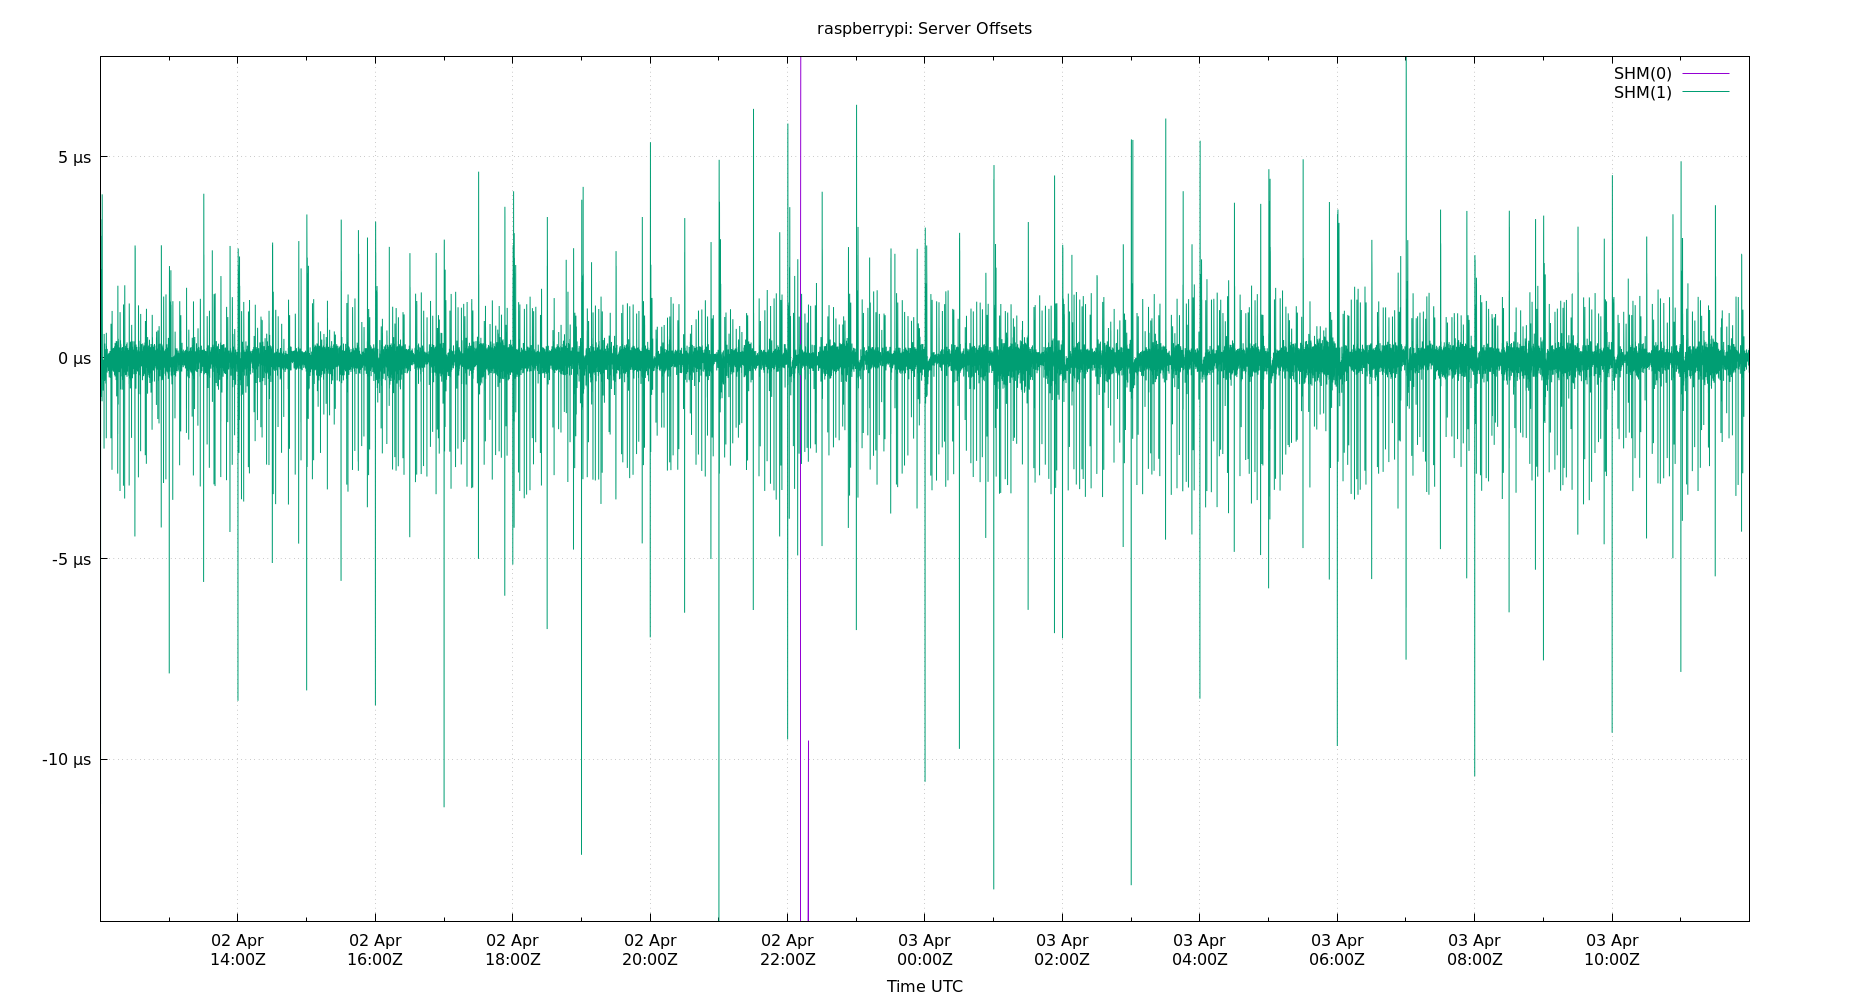 raspberrypi: Server Offsets
SHM(0)
SHM(1)
5 µs
0 µs
-5 µs
-10 µs
02 Apr 02 Apr 02 Apr 02 Apr 02 Apr 03 Apr 03 Apr 03 Apr 03 Apr 03 Apr 03 Apr
14:00Z 16:00Z 18:00Z 20:00Z 22:00Z 00:00Z 02:00Z 04:00Z 06:00Z 08:00Z 10:00Z
Time UTC